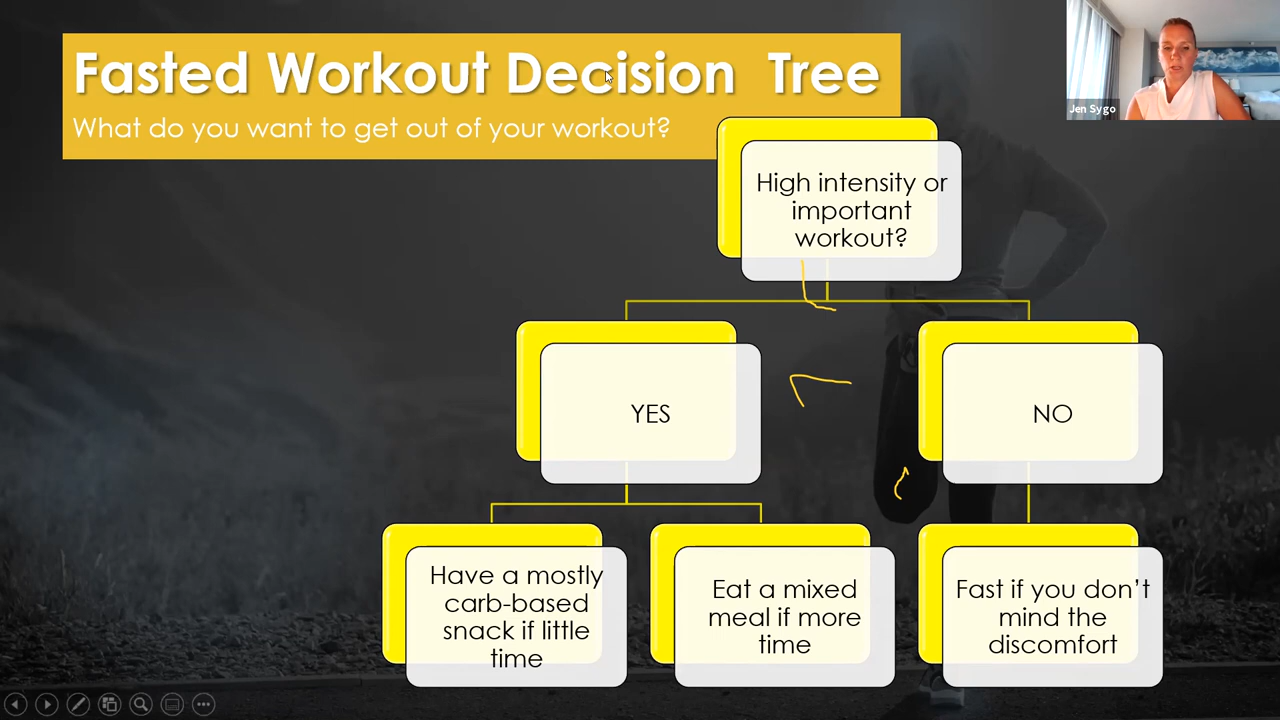 Fasted Workout Decision Tree
What do you want to get out of your workout?
Jen Sygo
High intensity or
important
workout?
YES
NO
Have a mostly
carb-based
snack if little
time
Eat a mixed
meal if more
time
Fast if you don’t
mind the
discomfort